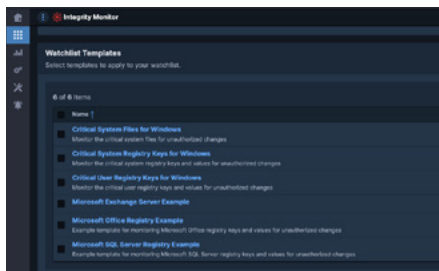 Integrity Monitor
Watchlist Templates
Select templates to apply to your watchlist.
6 of 6 items
Name ↑
Critical System Files for Windows
Monitor the critical system files for unauthorized changes
Critical System Registry Keys for Windows
Monitor the critical system registry keys and values for unauthorized changes
Critical User Registry Keys for Windows
Monitor the critical user registry keys and values for unauthorized changes
Microsoft Exchange Server Example
Microsoft Office Registry Example
Example template for monitoring Microsoft Office registry keys and values for unauthorized changes
Microsoft SQL Server Registry Example
Example template for monitoring Microsoft SQL Server registry keys and values for unauthorized changes